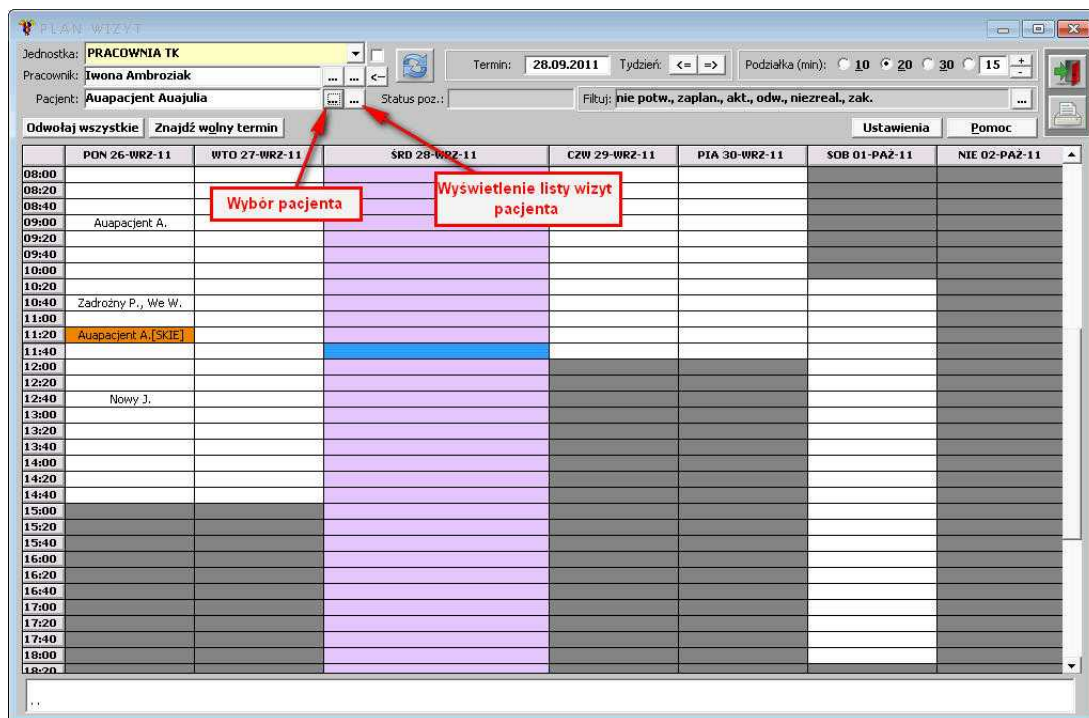 PLAN WIZYT
Jednostka: PRACOWNIA TK
Termin: 28.09.2011 Tydzień: <= => Podziałka (min): 10 20 30 15 + -
Pracownik: Iwona Ambroziak ... ... <-
Pacjent: Auapacjent Auajulia ... ... Status poz.: Filtuj: nie potw., zaplan., akt., odw., niezreal., zak. ...
Odwołaj wszystkie Znajdź wolny termin Ustawienia Pomoc
PON 26-WRZ-11 WTO 27-WRZ-11 ŚRD 28-WRZ-11 CZW 29-WRZ-11 PIA 30-WRZ-11 SOB 01-PAŹ-11 NIE 02-PAŹ-11
08:00
08:20
Wybór pacjenta
Wyświetlenie listy wizyt
pacjenta
08:40
09:00 Auapacjent A.
09:20
09:40
10:00
10:20
10:40 Zadrożny P., We W.
11:00
11:20 Auapacjent A.[SKIE]
11:40
12:00
12:20
12:40 Nowy J.
13:00
13:20
13:40
14:00
14:20
14:40
15:00
15:20
15:40
16:00
16:20
16:40
17:00
17:20
17:40
18:00
18:20
. .